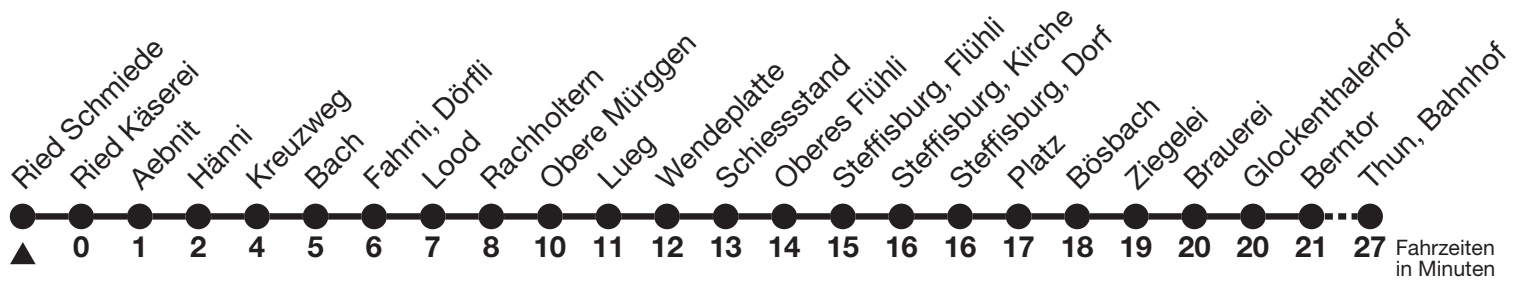 Ried Schmiede
Ried Käserei
Aebnit
Hänni
Kreuzweg
Bach
Fahrni, Dörfli
Lood
Rachholtern
Obere Mürggen
Lueg
Wendeplatte
Schiessstand
Oberes Flühli
Steffisburg, Flühli
Steffisburg, Kirche
Steffisburg, Dorf
Platz
Bösbach
Ziegelei
Brauerei
Glockenthalerhof
Berntor
Thun, Bahnhof
0 1 2 4 5 6 7 8 10 11 12 13 14 15 16 16 17 18 19 20 20 21 27
Fahrzeiten
in Minuten